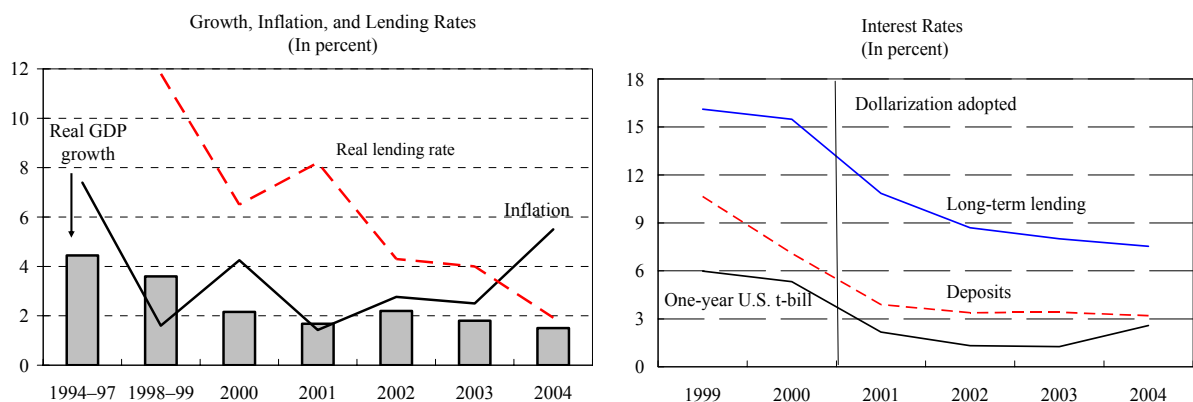 Growth, Inflation, and Lending Rates
(In percent)
12
10
8
6
4
2
0
Real GDP
growth
Real lending rate
Inflation
1994–97 1998–99 2000 2001 2002 2003 2004
Interest Rates
(In percent)
18
15
12
9
6
3
0
Dollarization adopted
Long-term lending
One-year U.S. t-bill
Deposits
1999 2000 2001 2002 2003 2004